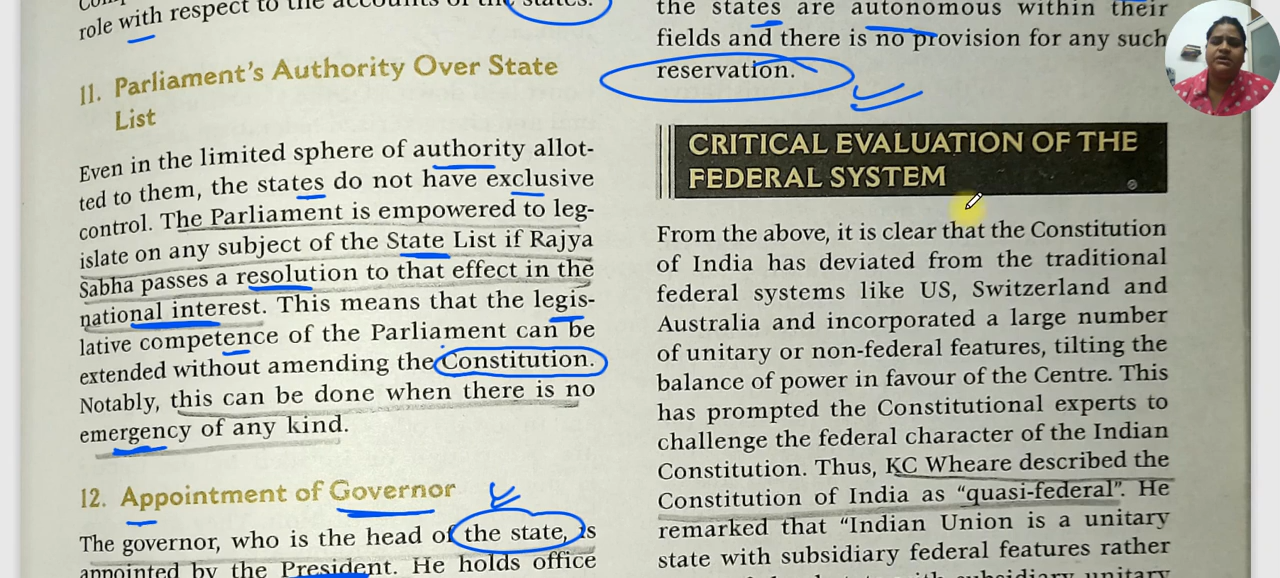 role with respect to the accounts of the states.
11. Parliament's Authority Over State
List
Even in the limited sphere of authority allot-
ted to them, the states do not have exclusive
control. The Parliament is empowered to leg-
islate on any subject of the State List if Rajya
Sabha passes a resolution to that effect in the
national interest. This means that the legis-
lative competence of the Parliament can be
extended without amending the Constitution.
Notably, this can be done when there is no
emergency of any kind.
12. Appointment of Governor
The governor, who is the head of the state, is
appointed by the President. He holds office
the states are autonomous within their
fields and there is no provision for any such
reservation.
CRITICAL EVALUATION OF THE
FEDERAL SYSTEM
From the above, it is clear that the Constitution
of India has deviated from the traditional
federal systems like US, Switzerland and
Australia and incorporated a large number
of unitary or non-federal features, tilting the
balance of power in favour of the Centre. This
has prompted the Constitutional experts to
challenge the federal character of the Indian
Constitution. Thus, KC Wheare described the
Constitution of India as “quasi-federal”. He
remarked that “Indian Union is a unitary
state with subsidiary federal features rather